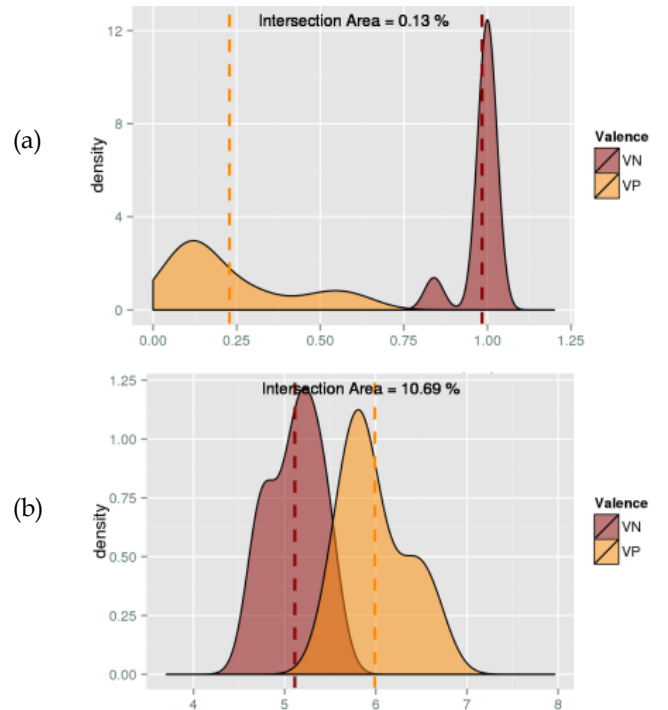 Intersection Area = 0.13 %
12
8
4
0
density
0.00 0.25 0.50 0.75 1.00 1.25
(a)
Valence
VN
VP
Intersection Area = 10.69 %
1.25
1.00
0.75
0.50
0.25
0.00
density
4 5 6 7 8
(b)
Valence
VN
VP